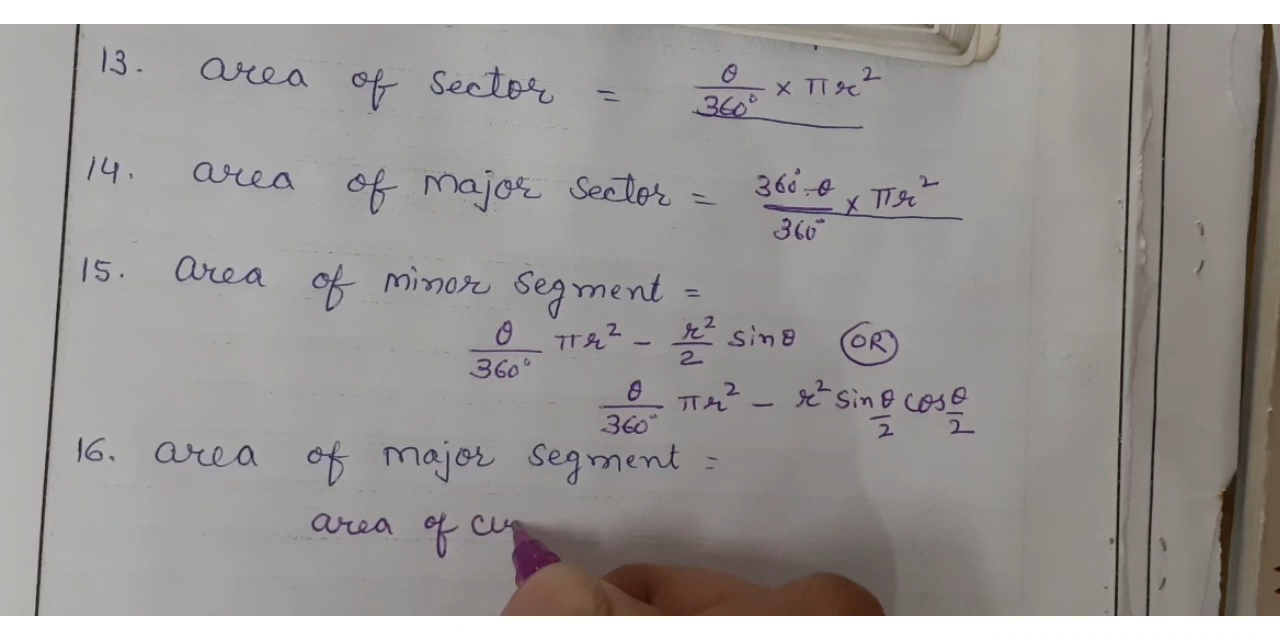 13. area of sector = θ/360° × πr²
14. area of major sector = 360°-θ/360° × πr²
15. area of minor segment =
θ/360° πr² - r²/2 sinθ OR
θ/360° πr² - r² sin θ/2 cos θ/2
16. area of major segment =
area of